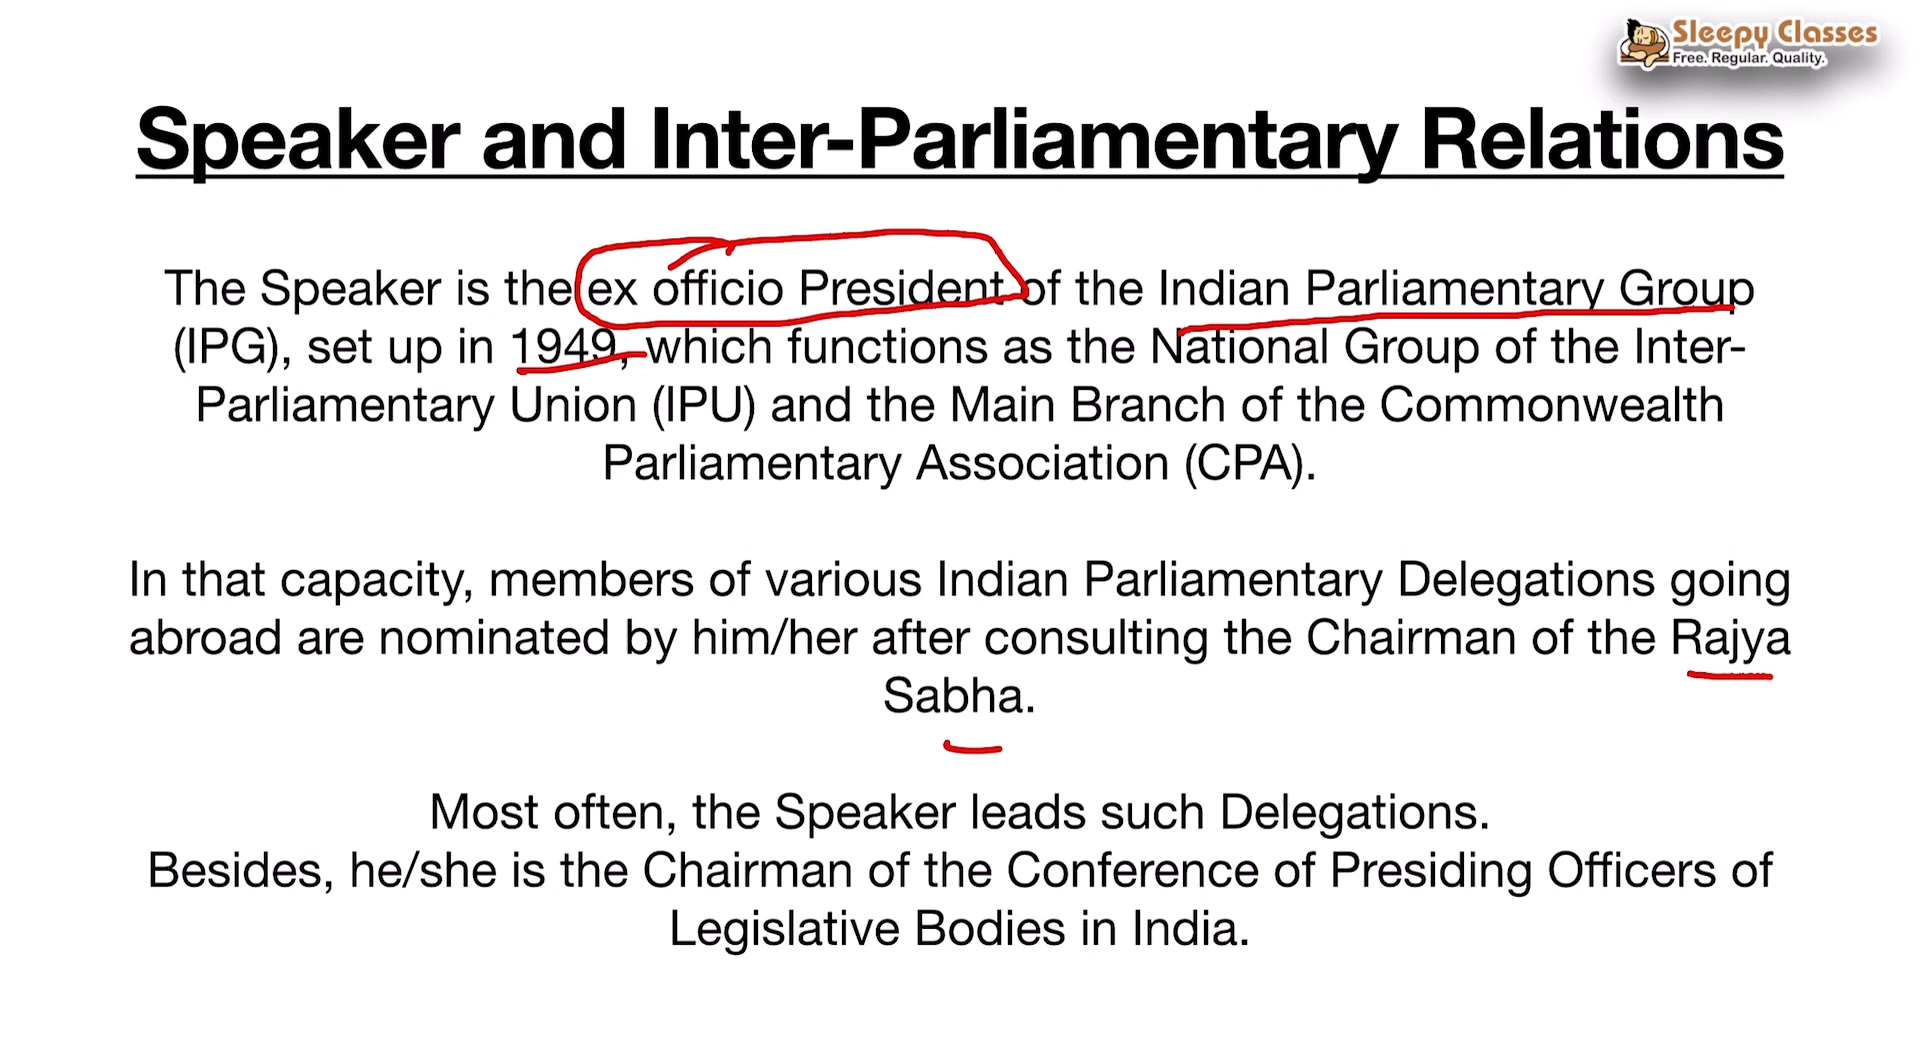 Sleepy Classes
Free. Regular. Quality.
Speaker and Inter-Parliamentary Relations
The Speaker is the ex officio President of the Indian Parliamentary Group
(IPG), set up in 1949, which functions as the National Group of the Inter-
Parliamentary Union (IPU) and the Main Branch of the Commonwealth
Parliamentary Association (CPA).
In that capacity, members of various Indian Parliamentary Delegations going
abroad are nominated by him/her after consulting the Chairman of the Rajya
Sabha.
Most often, the Speaker leads such Delegations.
Besides, he/she is the Chairman of the Conference of Presiding Officers of
Legislative Bodies in India.